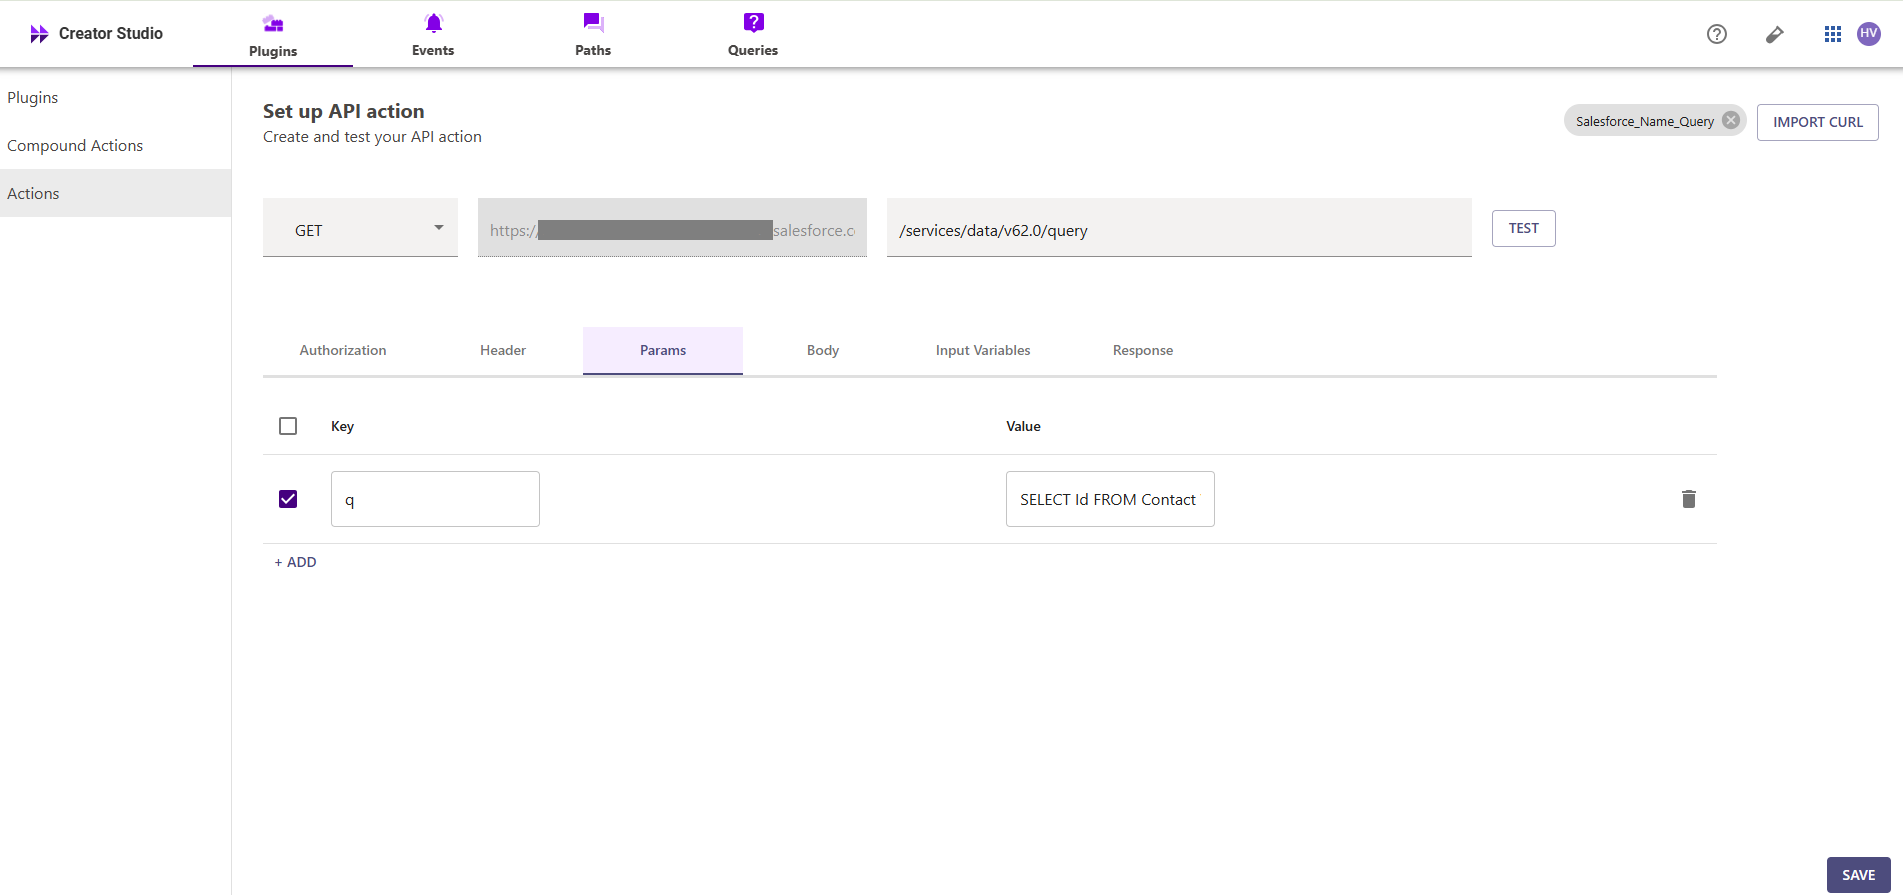 Creator Studio
Plugins
Events
Paths
Queries
HV
Plugins
Compound Actions
Actions
Set up API action
Create and test your API action
Salesforce_Name_Query
IMPORT CURL
GET
https:/
salesforce.c
/services/data/v62.0/query
TEST
Authorization
Header
Params
Body
Input Variables
Response
Key
Value
q
SELECT Id FROM Contact
+ ADD
SAVE